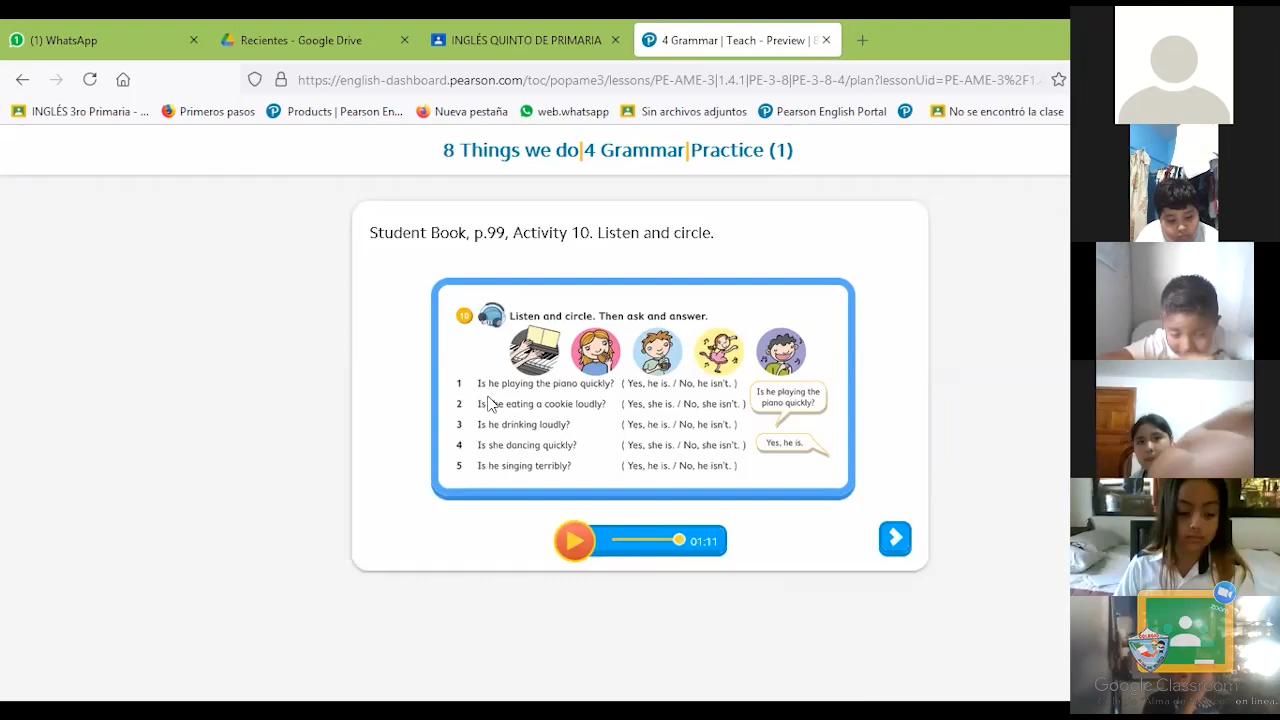 (1) WhatsApp
Recientes - Google Drive
INGLÉS QUINTO DE PRIMARIA
4 Grammar | Teach - Preview | 8
https://english-dashboard.pearson.com/toc/popame3/lessons/PE-AME-3|1.4.1|PE-3-8|PE-3-8-4/plan?lessonUid=PE-AME-3%2F1.4
INGLÉS 3ro Primaria - ...
Primeros pasos
Products | Pearson En...
Nueva pestaña
web.whatsapp
Sin archivos adjuntos
Pearson English Portal
No se encontró la clase
8 Things we do|4 Grammar|Practice (1)
Student Book, p.99, Activity 10. Listen and circle.
10 Listen and circle. Then ask and answer.
1 Is he playing the piano quickly? ( Yes, he is. / No, he isn't. )
2 Is she eating a cookie loudly? ( Yes, she is. / No, she isn't. )
3 Is he drinking loudly? ( Yes, he is. / No, he isn't. )
4 Is she dancing quickly? ( Yes, she is. / No, she isn't. )
5 Is he singing terribly? ( Yes, he is. / No, he isn't. )
Is he playing the
piano quickly?
Yes, he is.
01:11
zoom
COLEGIO
Google Classroom
en línea